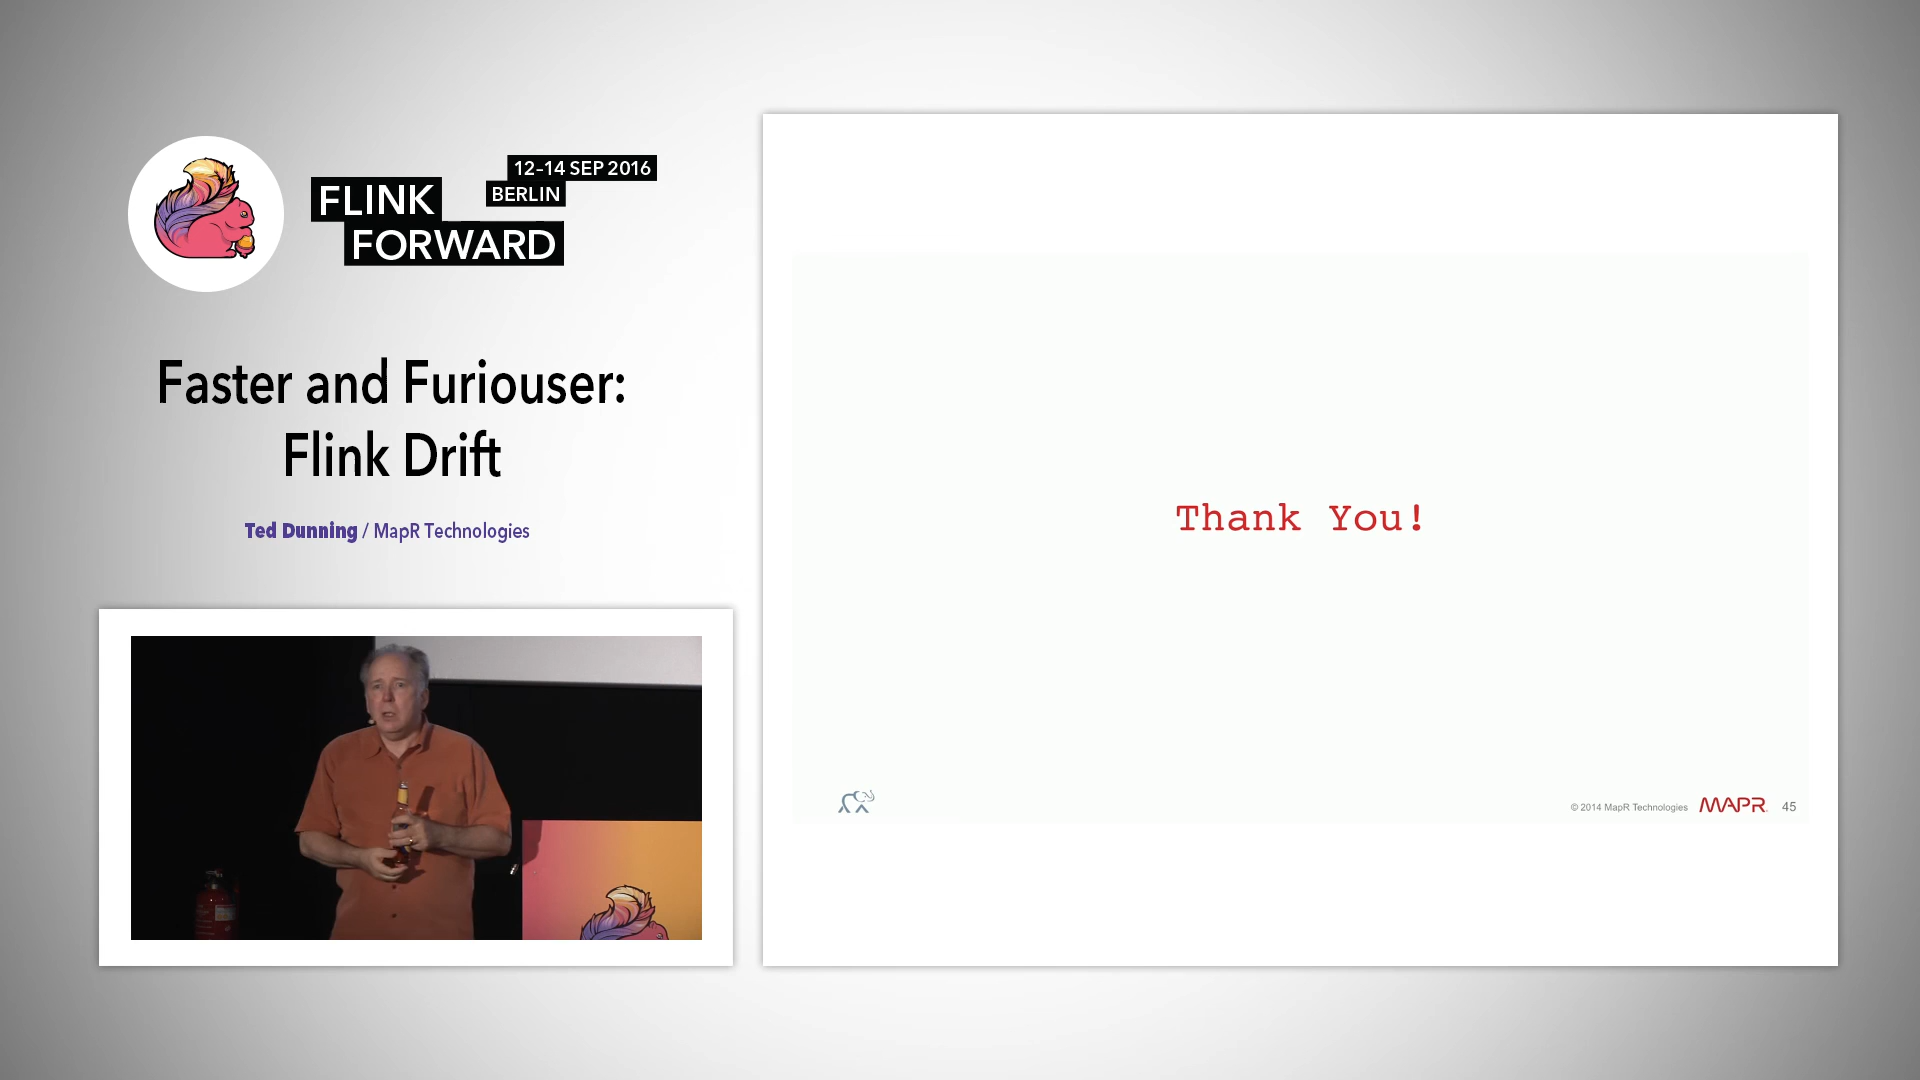 12–14 SEP 2016
BERLIN
FLINK
FORWARD
Faster and Furiouser:
Flink Drift
Ted Dunning / MapR Technologies
Thank You!
© 2014 MapR Technologies MAPR 45